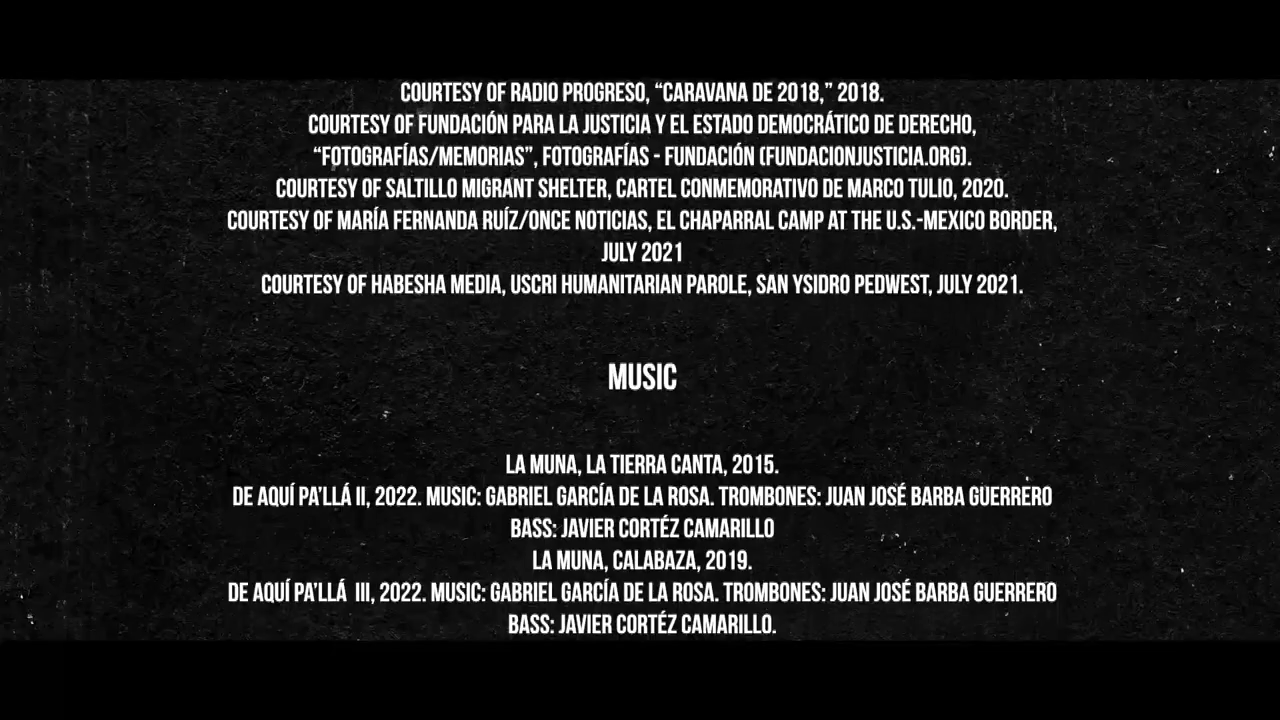 COURTESY OF RADIO PROGRESO, “CARAVANA DE 2018,” 2018.
COURTESY OF FUNDACIÓN PARA LA JUSTICIA Y EL ESTADO DEMOCRÁTICO DE DERECHO,
“FOTOGRAFÍAS/MEMORIAS”, FOTOGRAFÍAS - FUNDACIÓN (FUNDACIONJUSTICIA.ORG).
COURTESY OF SALTILLO MIGRANT SHELTER, CARTEL CONMEMORATIVO DE MARCO TULIO, 2020.
COURTESY OF MARÍA FERNANDA RUÍZ/ONCE NOTICIAS, EL CHAPARRAL CAMP AT THE U.S.-MEXICO BORDER,
JULY 2021
COURTESY OF HABESHA MEDIA, USCRI HUMANITARIAN PAROLE, SAN YSIDRO PEDWEST, JULY 2021.
MUSIC
LA MUNA, LA TIERRA CANTA, 2015.
DE AQUÍ PA’LLÁ II, 2022. MUSIC: GABRIEL GARCÍA DE LA ROSA. TROMBONES: JUAN JOSÉ BARBA GUERRERO
BASS: JAVIER CORTÉZ CAMARILLO
LA MUNA, CALABAZA, 2019.
DE AQUÍ PA’LLÁ III, 2022. MUSIC: GABRIEL GARCÍA DE LA ROSA. TROMBONES: JUAN JOSÉ BARBA GUERRERO
BASS: JAVIER CORTÉZ CAMARILLO.